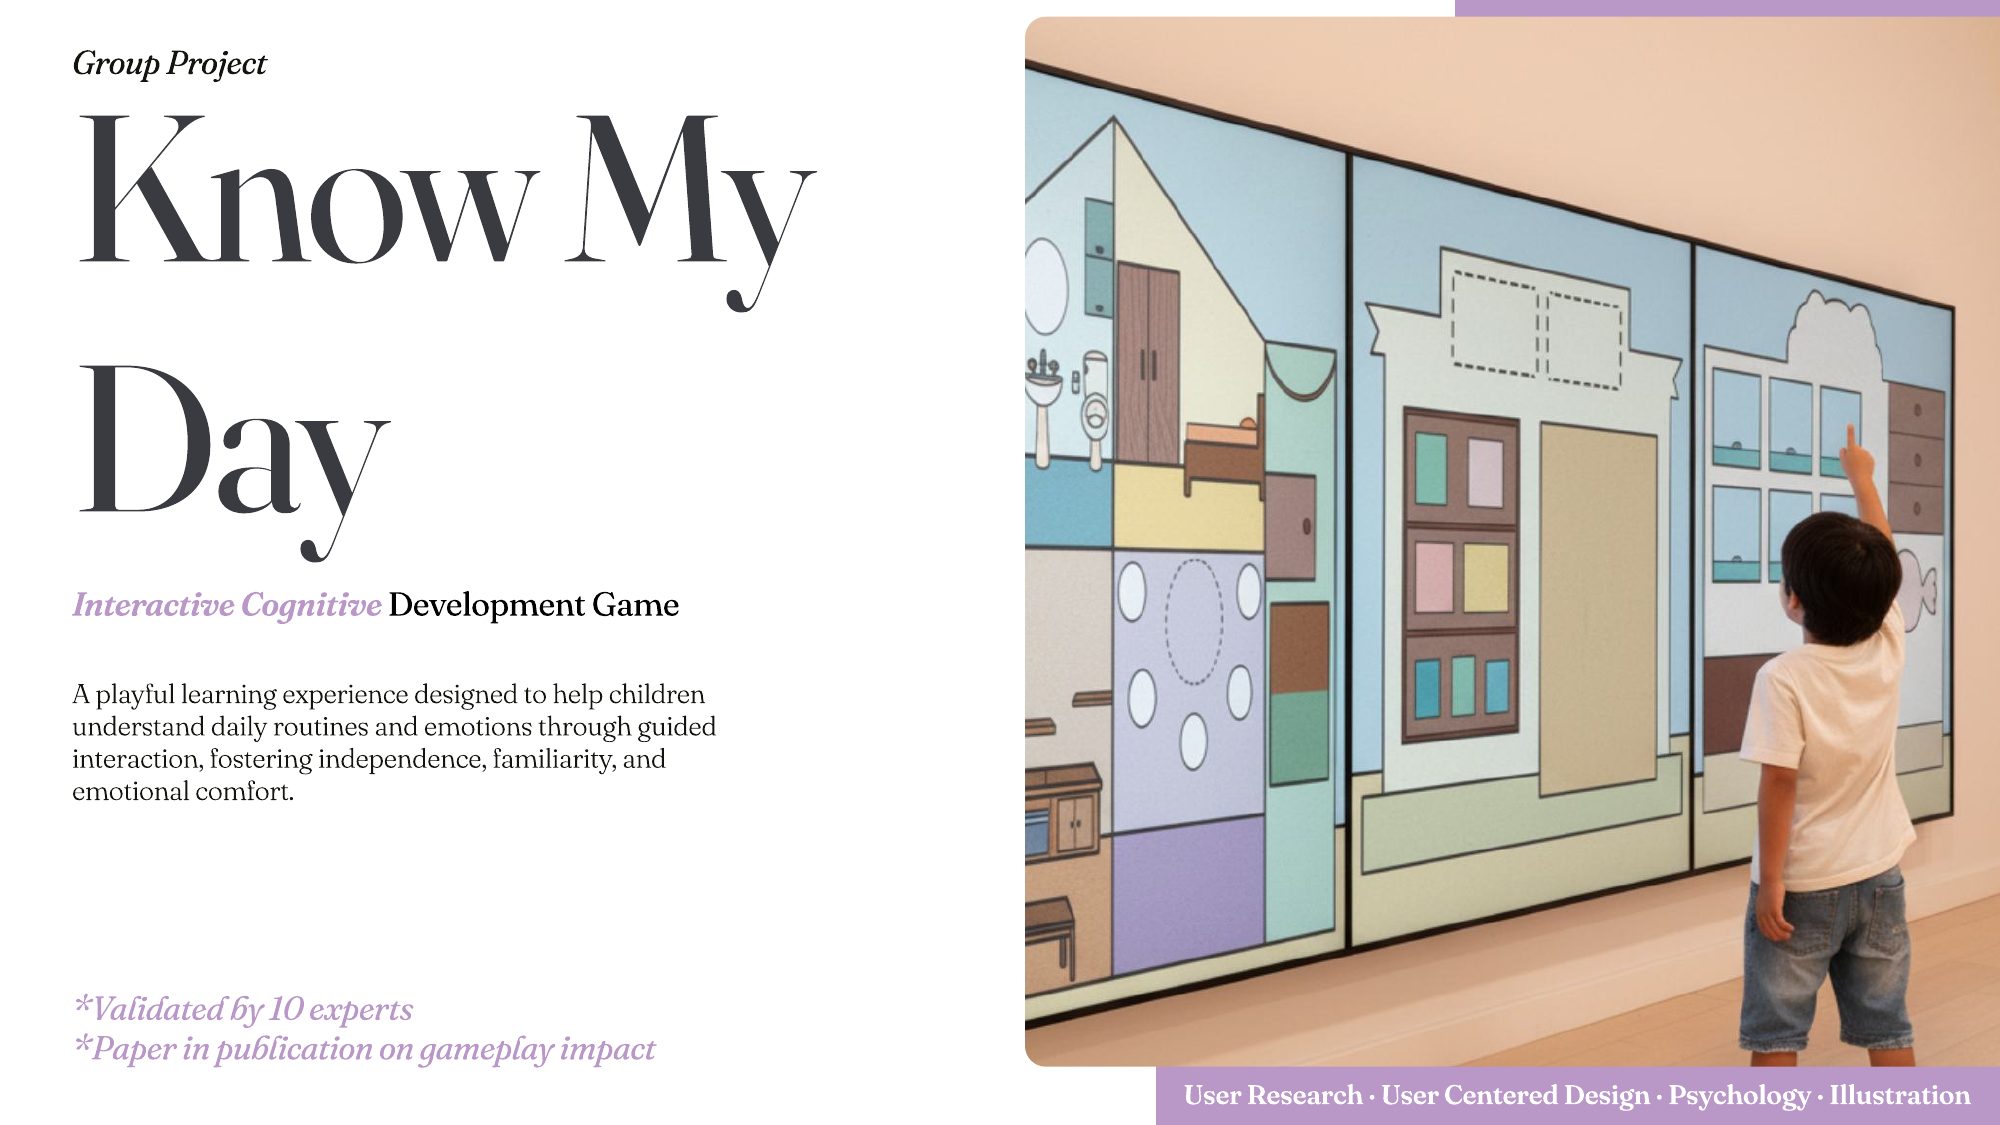 Group Project
Know My
Day
Interactive Cognitive Development Game
A playful learning experience designed to help children
understand daily routines and emotions through guided
interaction, fostering independence, familiarity, and
emotional comfort.
*Validated by 10 experts
*Paper in publication on gameplay impact
User Research · User Centered Design · Psychology · Illustration